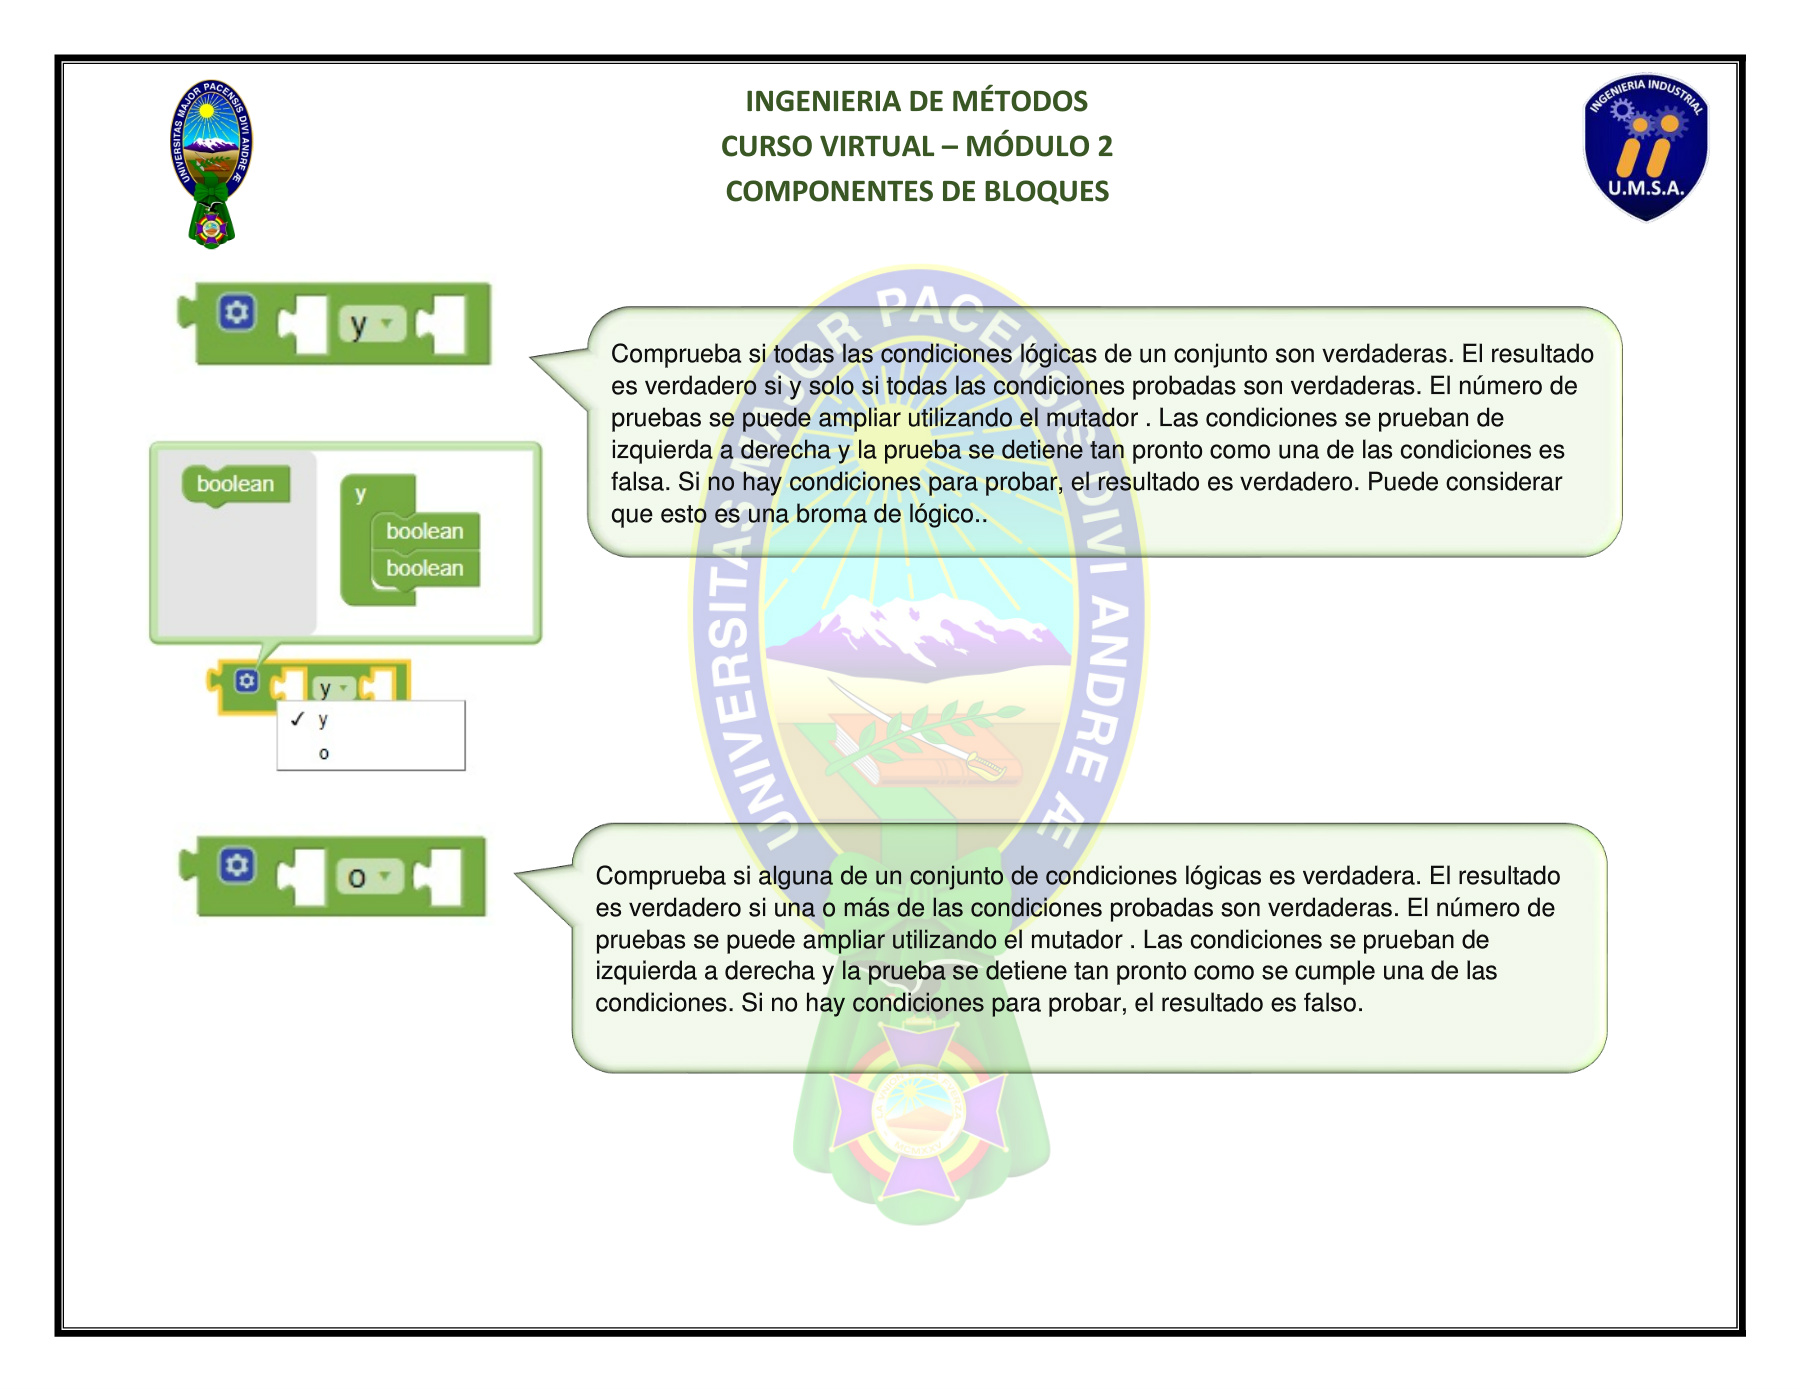 UNIVERSITAS MAJOR PACENSIS DIVI ANDRE Æ
INGENIERIA DE MÉTODOS
CURSO VIRTUAL – MÓDULO 2
COMPONENTES DE BLOQUES
INGENIERIA INDUSTRIAL
U.M.S.A.
y
Comprueba si todas las condiciones lógicas de un conjunto son verdaderas. El resultado
es verdadero si y solo si todas las condiciones probadas son verdaderas. El número de
pruebas se puede ampliar utilizando el mutador . Las condiciones se prueban de
izquierda a derecha y la prueba se detiene tan pronto como una de las condiciones es
falsa. Si no hay condiciones para probar, el resultado es verdadero. Puede considerar
que esto es una broma de lógico..
boolean
y
boolean
boolean
y
✓ y
o
UNIVERSITAS MAJOR PACENSIS DIVI ANDRE Æ
o
Comprueba si alguna de un conjunto de condiciones lógicas es verdadera. El resultado
es verdadero si una o más de las condiciones probadas son verdaderas. El número de
pruebas se puede ampliar utilizando el mutador . Las condiciones se prueban de
izquierda a derecha y la prueba se detiene tan pronto como se cumple una de las
condiciones. Si no hay condiciones para probar, el resultado es falso.